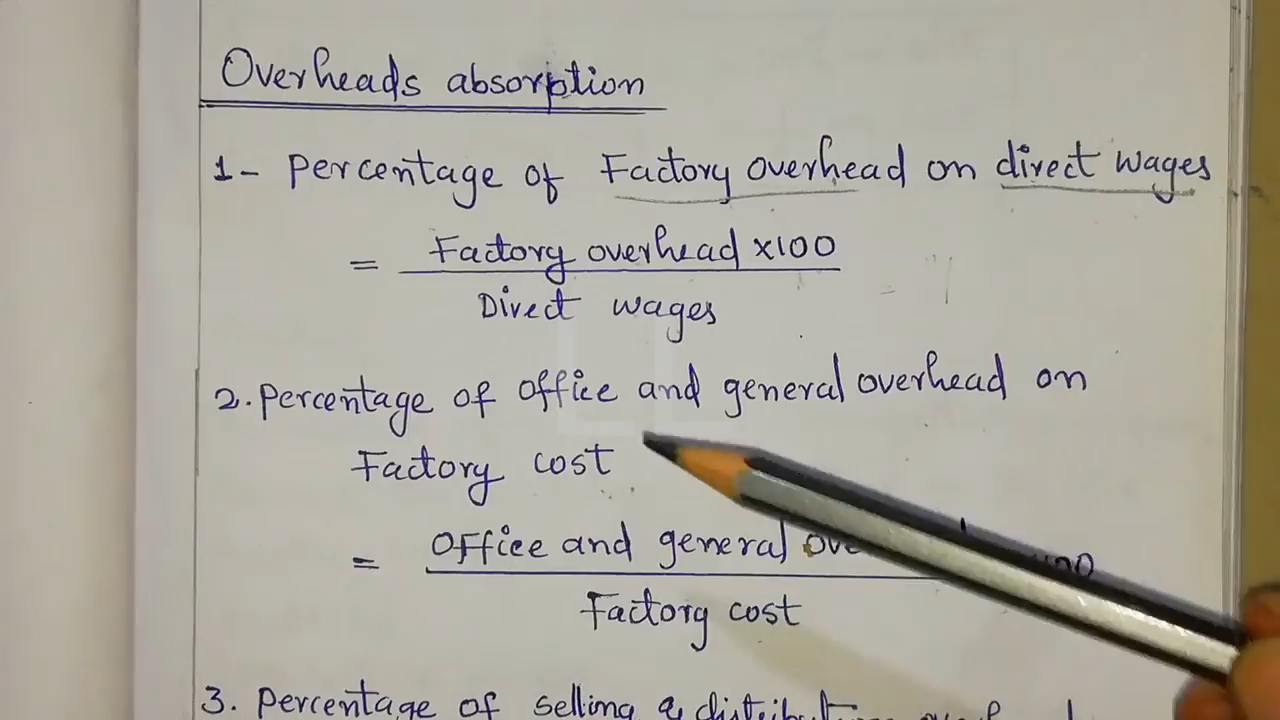 Overheads absorption
1- Percentage of Factory overhead on direct wages
= Factory overhead x100
Direct wages
2. Percentage of office and general overhead on
Factory cost
= Office and general
Factory cost
3. Percentage of selling & distribution